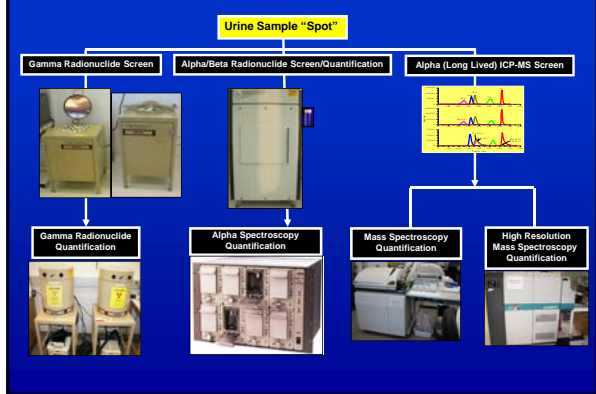 Urine Sample “Spot”
Gamma Radionuclide Screen
Alpha/Beta Radionuclide Screen/Quantification
Alpha (Long Lived) ICP-MS Screen
Gamma Radionuclide
Quantification
Alpha Spectroscopy
Quantification
Mass Spectroscopy
Quantification
High Resolution
Mass Spectroscopy
Quantification